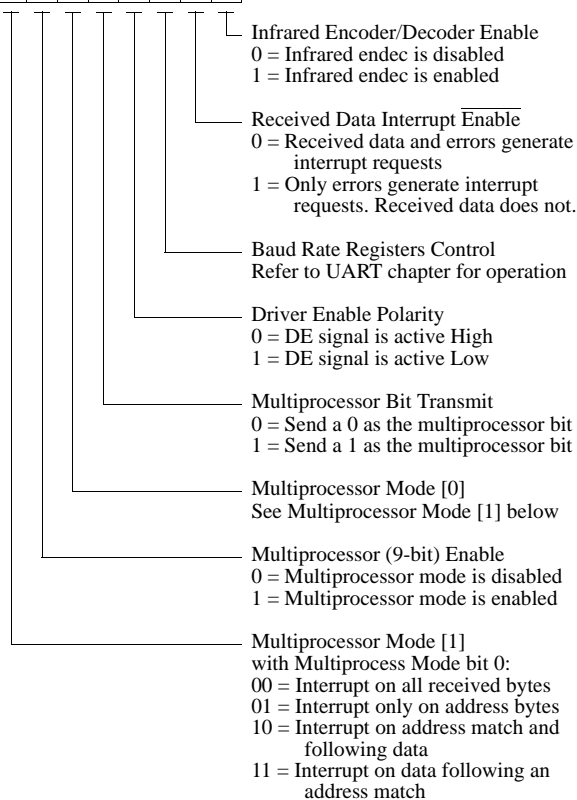 Infrared Encoder/Decoder Enable
0 = Infrared endec is disabled
1 = Infrared endec is enabled
Received Data Interrupt Enable
0 = Received data and errors generate
interrupt requests
1 = Only errors generate interrupt
requests. Received data does not.
Baud Rate Registers Control
Refer to UART chapter for operation
Driver Enable Polarity
0 = DE signal is active High
1 = DE signal is active Low
Multiprocessor Bit Transmit
0 = Send a 0 as the multiprocessor bit
1 = Send a 1 as the multiprocessor bit
Multiprocessor Mode [0]
See Multiprocessor Mode [1] below
Multiprocessor (9-bit) Enable
0 = Multiprocessor mode is disabled
1 = Multiprocessor mode is enabled
Multiprocessor Mode [1]
with Multiprocess Mode bit 0:
00 = Interrupt on all received bytes
01 = Interrupt only on address bytes
10 = Interrupt on address match and
following data
11 = Interrupt on data following an
address match